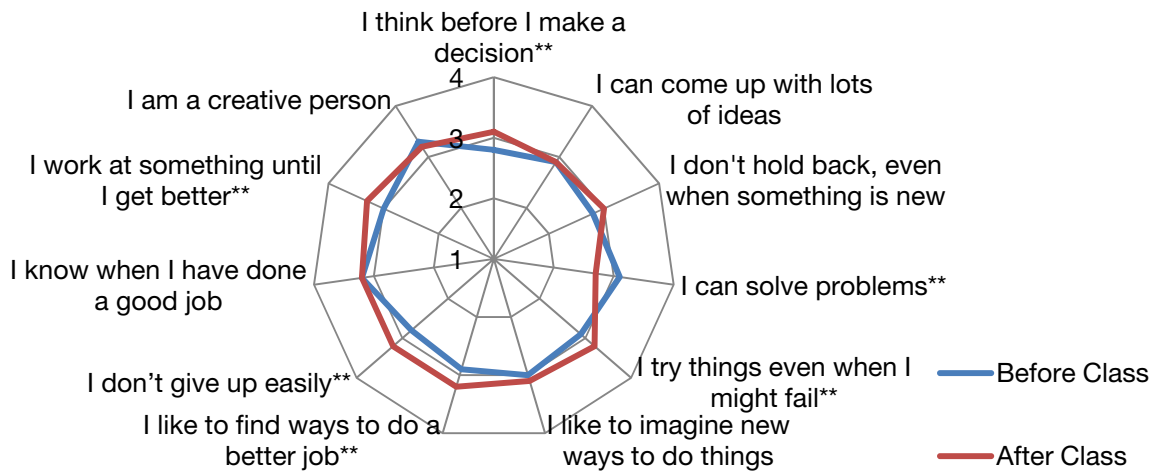 I think before I make a
decision**
I can come up with lots
of ideas
I don't hold back, even
when something is new
I can solve problems**
I try things even when I
might fail**
I like to imagine new
ways to do things
I like to find ways to do a
better job**
I don’t give up easily**
I know when I have done
a good job
I work at something until
I get better**
I am a creative person
4
3
2
1
Before Class
After Class